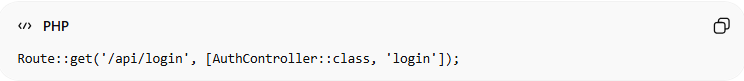 PHP
Route::get('/api/login', [AuthController::class, 'login']);